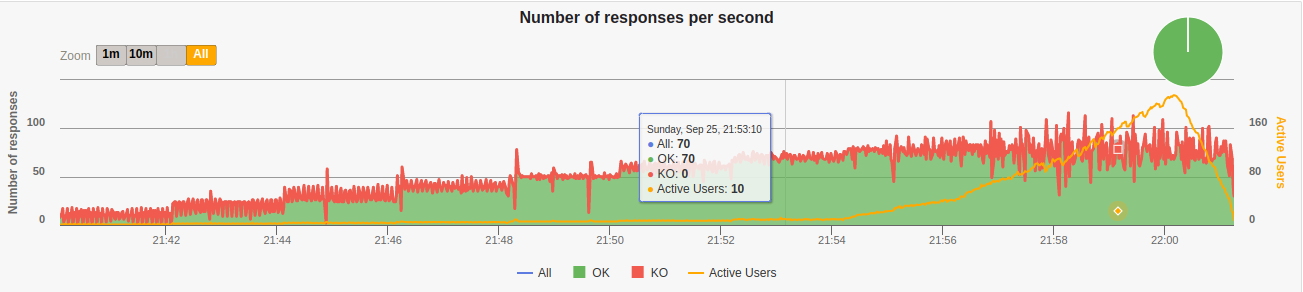 Number of responses per second
Zoom 1m 10m All
Number of responses
100
50
0
160
80
0
Active Users
Sunday, Sep 25, 21:53:10
All: 70
OK: 70
KO: 0
Active Users: 10
21:42 21:44 21:46 21:48 21:50 21:52 21:54 21:56 21:58 22:00
All OK KO Active Users